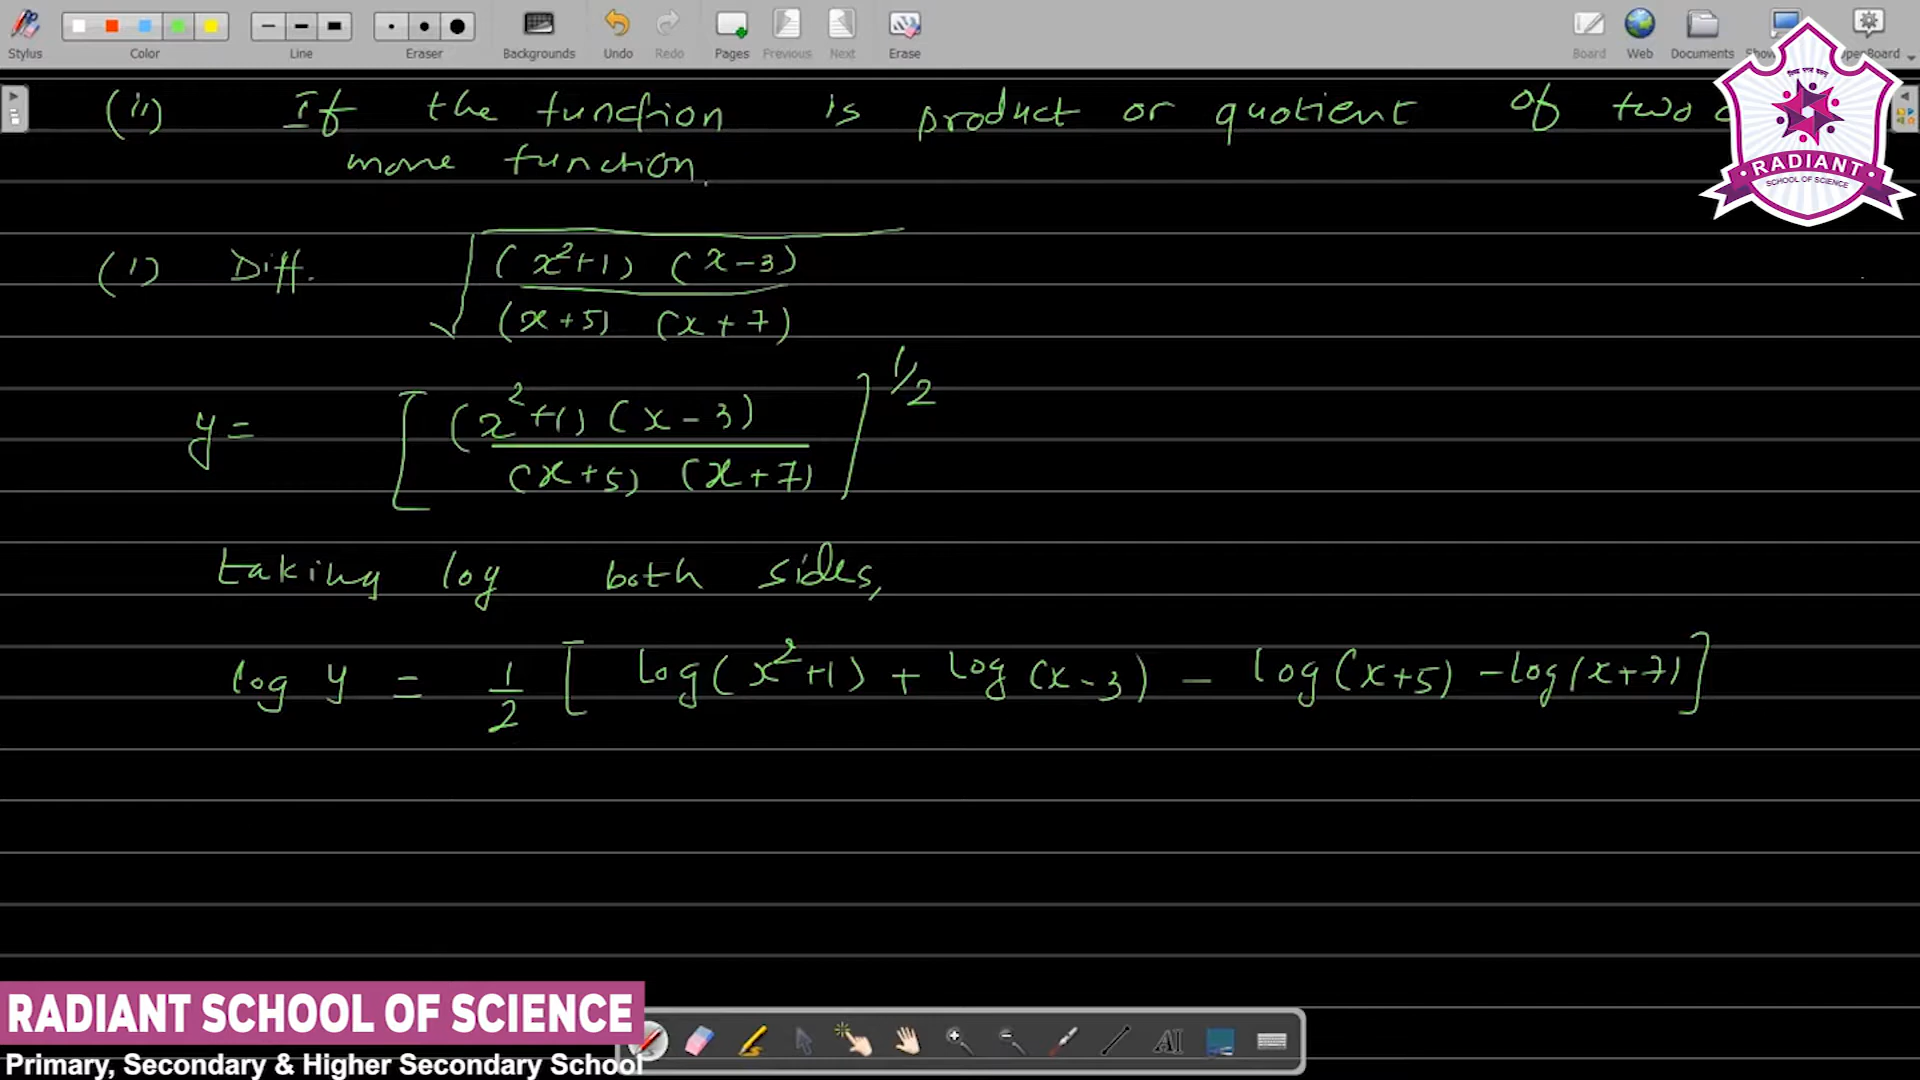 Stylus Color Line Eraser Backgrounds Undo Redo Pages Previous Next Erase Board Web Documents
(ii) If the function is product or quotient of two
more function.
RADIANT
SCHOOL OF SCIENCE
(1) Diff. √((x²+1) (x-3) / (x+5) (x+7))
y = [(x²+1) (x-3) / (x+5) (x+7)]^1/2
taking log both sides,
log y = 1/2 [log(x²+1) + log(x-3) - log(x+5) - log(x+7)]
RADIANT SCHOOL OF SCIENCE
Primary, Secondary & Higher Secondary School
AI